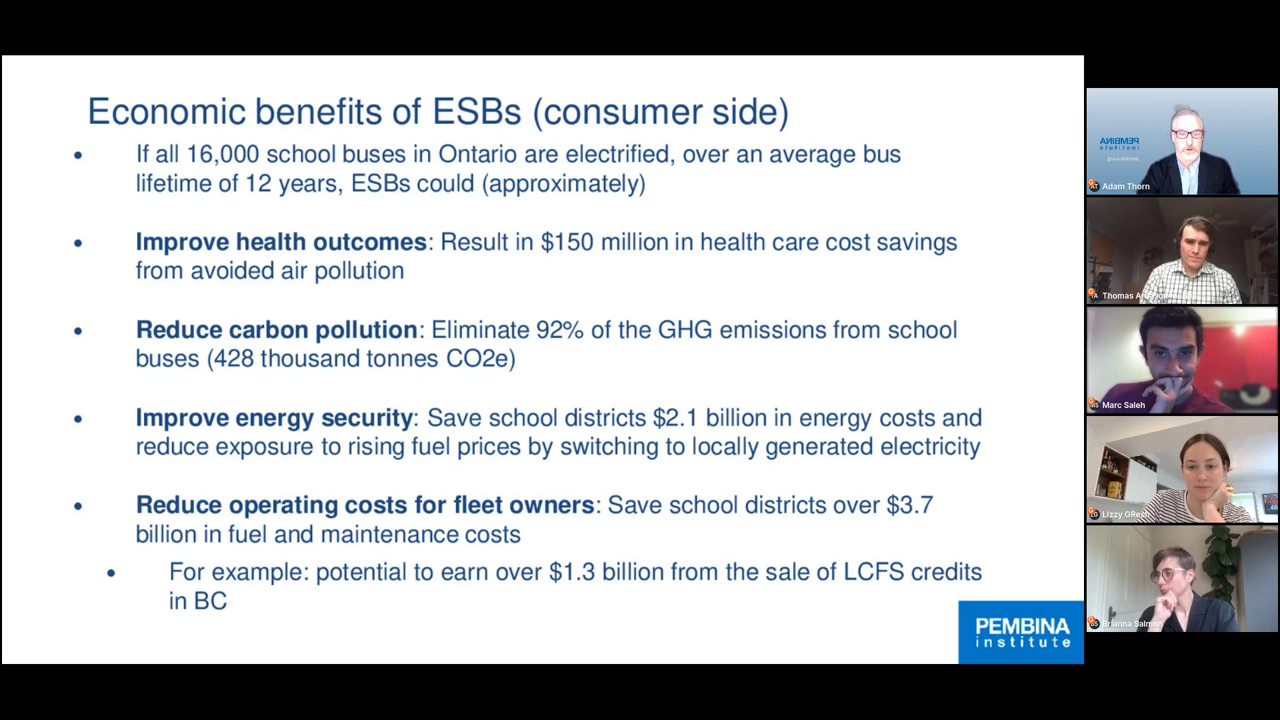 Economic benefits of ESBs (consumer side)
• If all 16,000 school buses in Ontario are electrified, over an average bus
lifetime of 12 years, ESBs could (approximately)
• Improve health outcomes: Result in $150 million in health care cost savings
from avoided air pollution
• Reduce carbon pollution: Eliminate 92% of the GHG emissions from school
buses (428 thousand tonnes CO2e)
• Improve energy security: Save school districts $2.1 billion in energy costs and
reduce exposure to rising fuel prices by switching to locally generated electricity
• Reduce operating costs for fleet owners: Save school districts over $3.7
billion in fuel and maintenance costs
• For example: potential to earn over $1.3 billion from the sale of LCFS credits
in BC
PEMBINA
institute
PEMBINA
institute
Adam Thorn
Thomas
Marc Saleh
Lizzy
Brianna Salmon